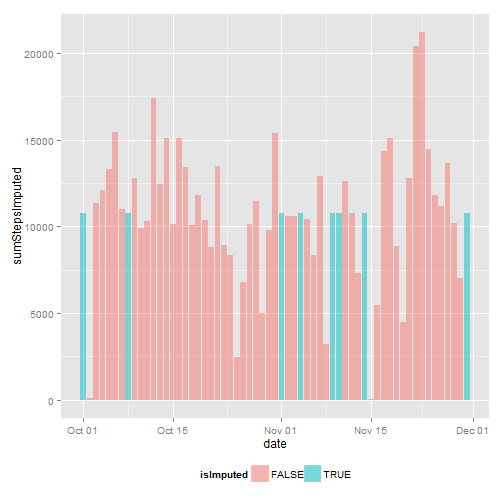 sumStepsImputed
20000
15000
10000
5000
0
Oct 01 Oct 15 Nov 01 Nov 15 Dec 01
date
isImputed FALSE TRUE